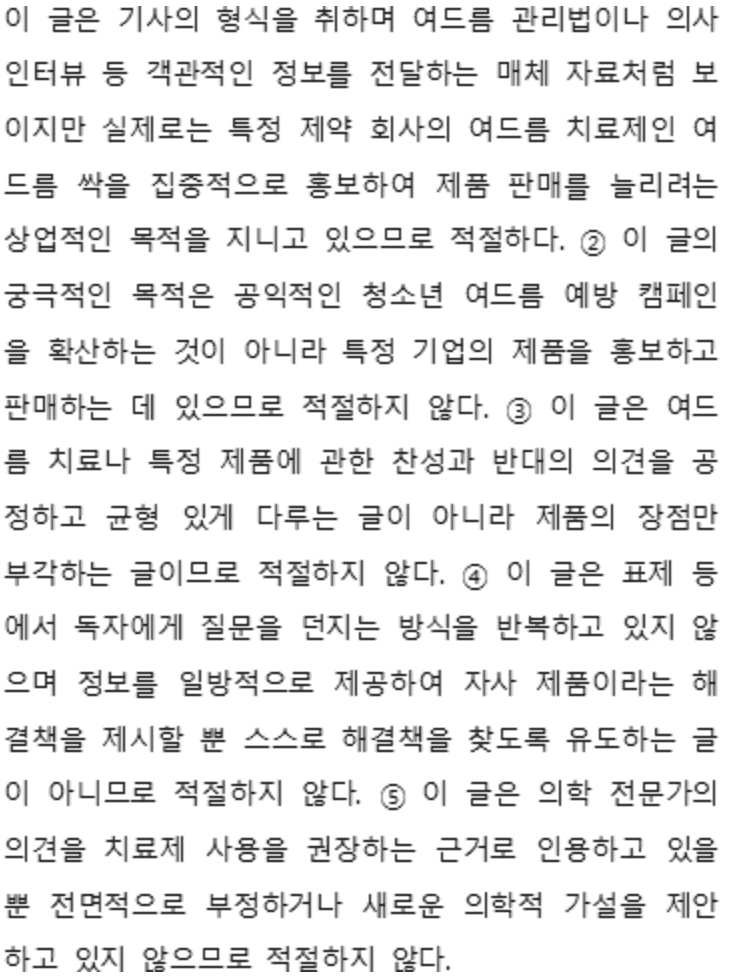 이 글은 기사의 형식을 취하며 여드름 관리법이나 의사
인터뷰 등 객관적인 정보를 전달하는 매체 자료처럼 보
이지만 실제로는 특정 제약 회사의 여드름 치료제인 여
드름 싹을 집중적으로 홍보하여 제품 판매를 늘리려는
상업적인 목적을 지니고 있으므로 적절하다. ② 이 글의
궁극적인 목적은 공익적인 청소년 여드름 예방 캠페인
을 확산하는 것이 아니라 특정 기업의 제품을 홍보하고
판매하는 데 있으므로 적절하지 않다. ③ 이 글은 여드
름 치료나 특정 제품에 관한 찬성과 반대의 의견을 공
정하고 균형 있게 다루는 글이 아니라 제품의 장점만
부각하는 글이므로 적절하지 않다. ④ 이 글은 표제 등
에서 독자에게 질문을 던지는 방식을 반복하고 있지 않
으며 정보를 일방적으로 제공하여 자사 제품이라는 해
결책을 제시할 뿐 스스로 해결책을 찾도록 유도하는 글
이 아니므로 적절하지 않다. ⑤ 이 글은 의학 전문가의
의견을 치료제 사용을 권장하는 근거로 인용하고 있을
뿐 전면적으로 부정하거나 새로운 의학적 가설을 제안
하고 있지 않으므로 적절하지 않다.